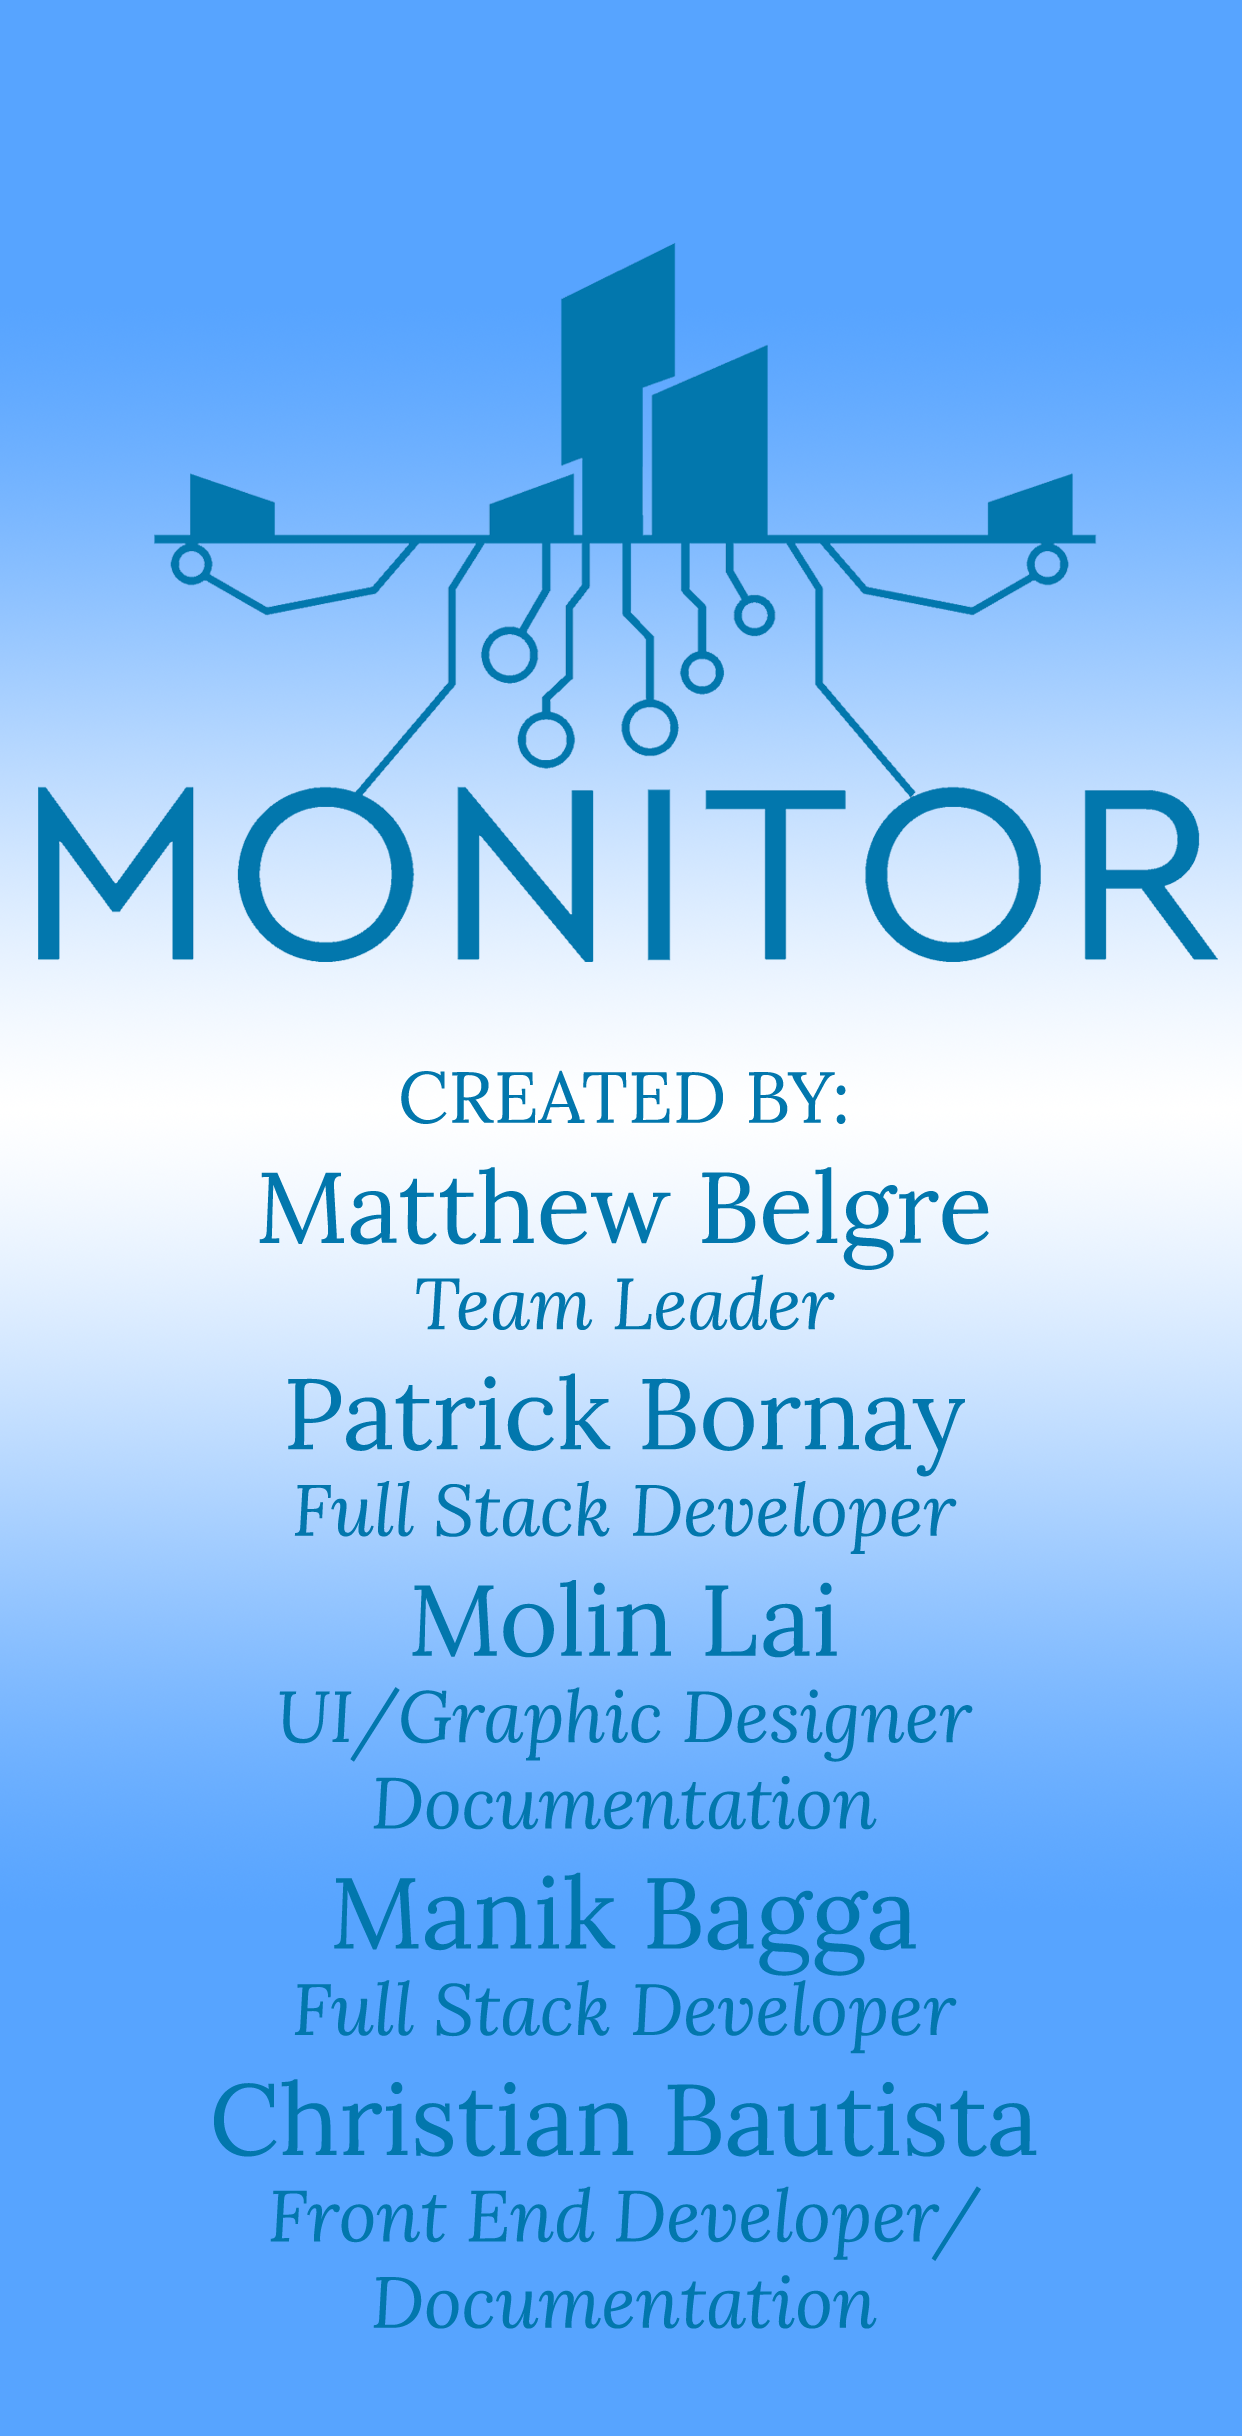 MONITOR
CREATED BY:
Matthew Belgre
Team Leader
Patrick Bornay
Full Stack Developer
Molin Lai
UI/Graphic Designer
Documentation
Manik Bagga
Full Stack Developer
Christian Bautista
Front End Developer/
Documentation